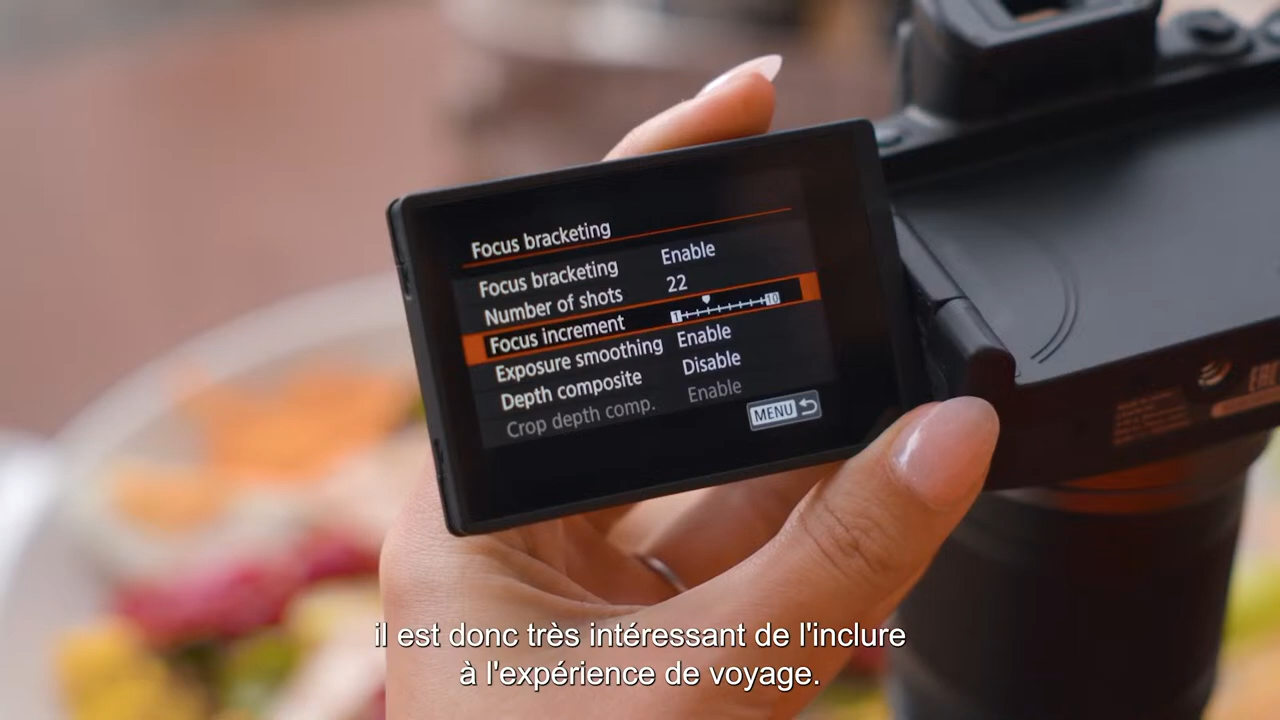 Focus bracketing
Focus bracketing Enable
Number of shots 22
Focus increment 1 10
Exposure smoothing Enable
Depth composite Disable
Crop depth comp. Enable
MENU
il est donc très intéressant de l'inclure
à l'expérience de voyage.